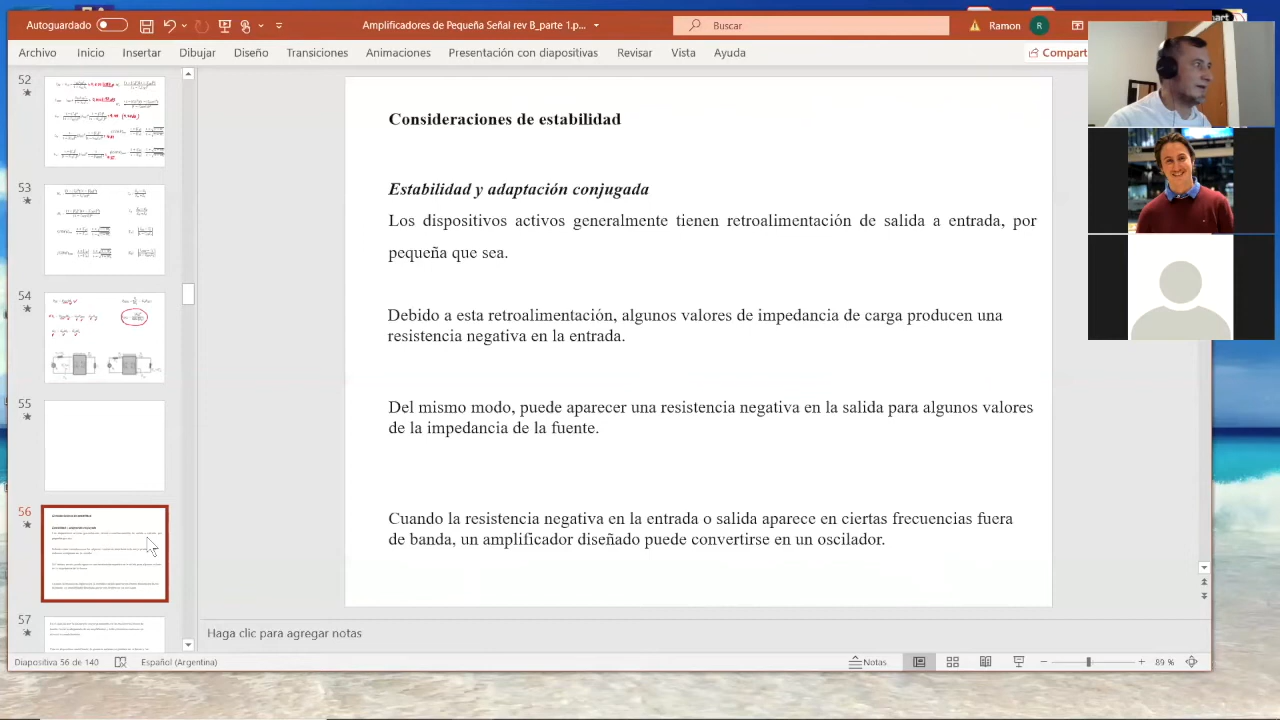 Autoguardado
Amplificadores de Pequeña Señal rev B_parte 1.p...
Buscar
Ramon
R
Archivo
Inicio
Insertar
Dibujar
Diseño
Transiciones
Animaciones
Presentación con diapositivas
Revisar
Vista
Ayuda
Compart
52
53
54
55
56
57
Consideraciones de estabilidad
Estabilidad y adaptación conjugada
Los dispositivos activos generalmente tienen retroalimentación de salida a entrada, por
pequeña que sea.
Debido a esta retroalimentación, algunos valores de impedancia de carga producen una
resistencia negativa en la entrada.
Del mismo modo, puede aparecer una resistencia negativa en la salida para algunos valores
de la impedancia de la fuente.
Cuando la resistencia negativa en la entrada o salida aparece en ciertas frecuencias fuera
de banda, un amplificador diseñado puede convertirse en un oscilador.
Haga clic para agregar notas
Diapositiva 56 de 140
Español (Argentina)
Notas
89 %